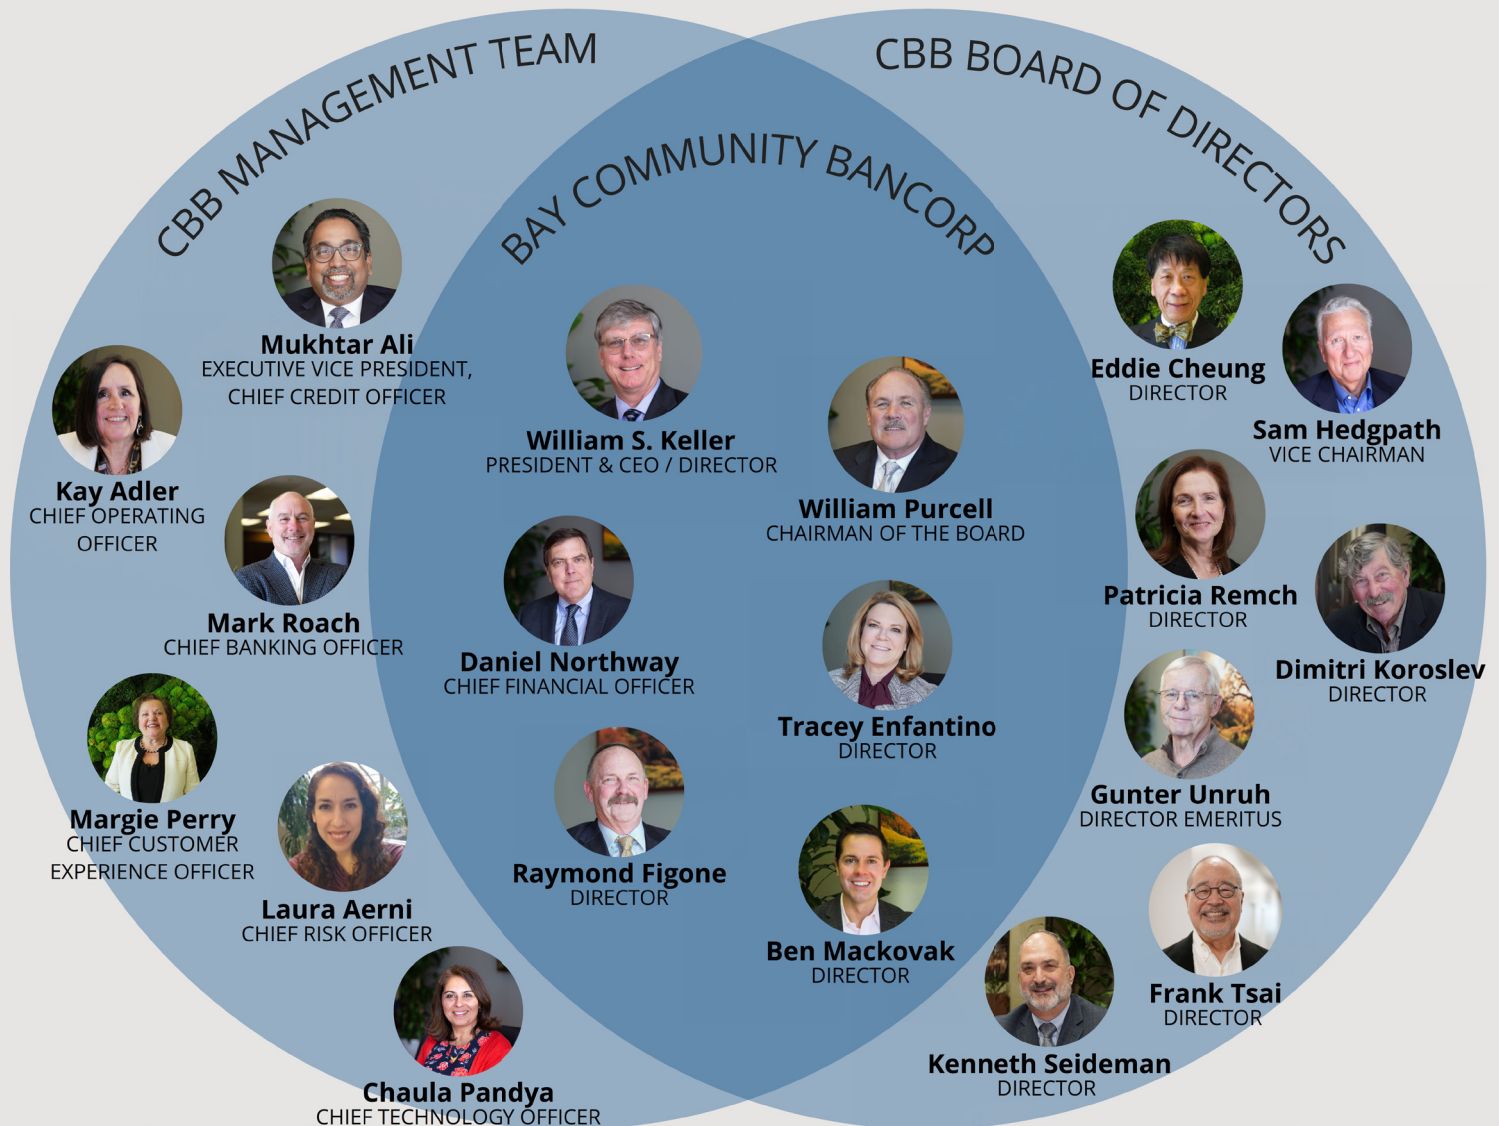 CBB MANAGEMENT TEAM
BAY COMMUNITY BANCORP
CBB BOARD OF DIRECTORS
Mukhtar Ali
EXECUTIVE VICE PRESIDENT,
CHIEF CREDIT OFFICER
Kay Adler
CHIEF OPERATING
OFFICER
Mark Roach
CHIEF BANKING OFFICER
Margie Perry
CHIEF CUSTOMER
EXPERIENCE OFFICER
Laura Aerni
CHIEF RISK OFFICER
Chaula Pandya
CHIEF TECHNOLOGY OFFICER
William S. Keller
PRESIDENT & CEO / DIRECTOR
William Purcell
CHAIRMAN OF THE BOARD
Daniel Northway
CHIEF FINANCIAL OFFICER
Tracey Enfantino
DIRECTOR
Raymond Figone
DIRECTOR
Ben Mackovak
DIRECTOR
Eddie Cheung
DIRECTOR
Sam Hedgpath
VICE CHAIRMAN
Patricia Remch
DIRECTOR
Dimitri Koroslev
DIRECTOR
Gunter Unruh
DIRECTOR EMERITUS
Frank Tsai
DIRECTOR
Kenneth Seideman
DIRECTOR